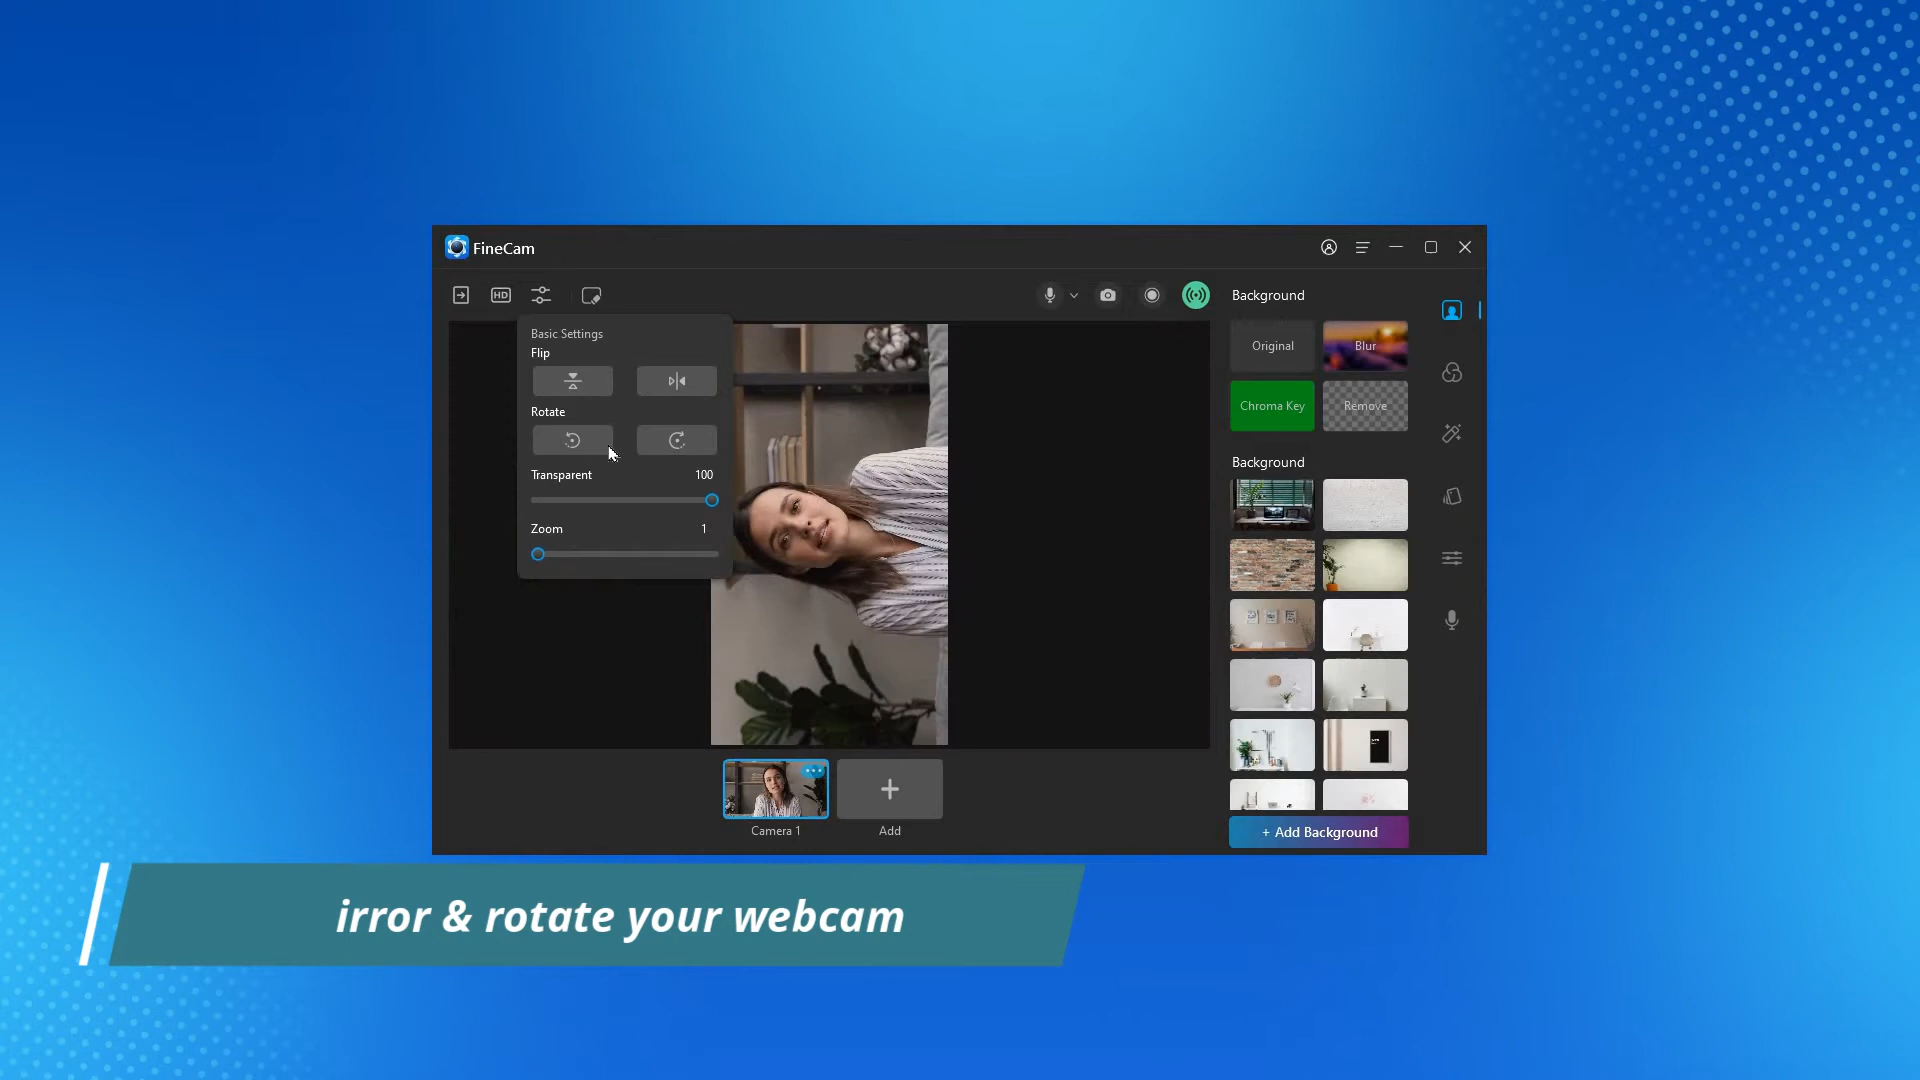 FineCam
HD
Basic Settings
Flip
Rotate
Transparent 100
Zoom 1
Background
Original
Blur
Chroma Key
Remove
Background
+ Add Background
Camera 1
Add
irror & rotate your webcam